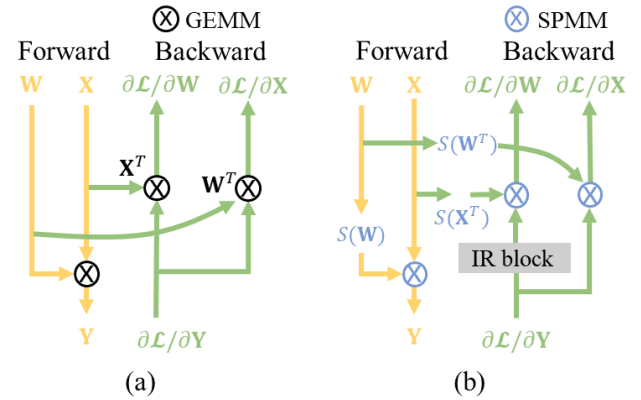 ⊗ GEMM
Forward Backward
W X ∂𝓛/∂W ∂𝓛/∂X
X^T
W^T
Y ∂𝓛/∂Y
(a)
⊗ SPMM
Forward Backward
W X ∂𝓛/∂W ∂𝓛/∂X
S(W^T)
S(X^T)
S(W)
IR block
Y ∂𝓛/∂Y
(b)